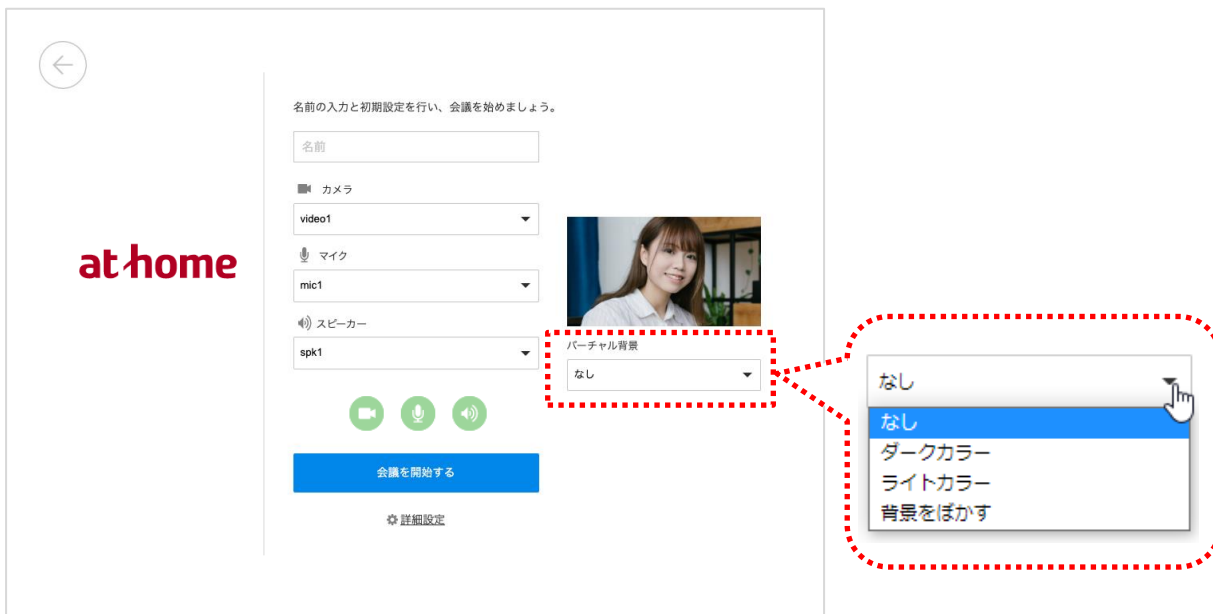 名前の入力と初期設定を行い、会議を始めましょう。
名前
カメラ
video1
at home
マイク
mic1
スピーカー
spk1
バーチャル背景
なし
会議を開始する
詳細設定
なし
なし
ダークカラー
ライトカラー
背景をぼかす